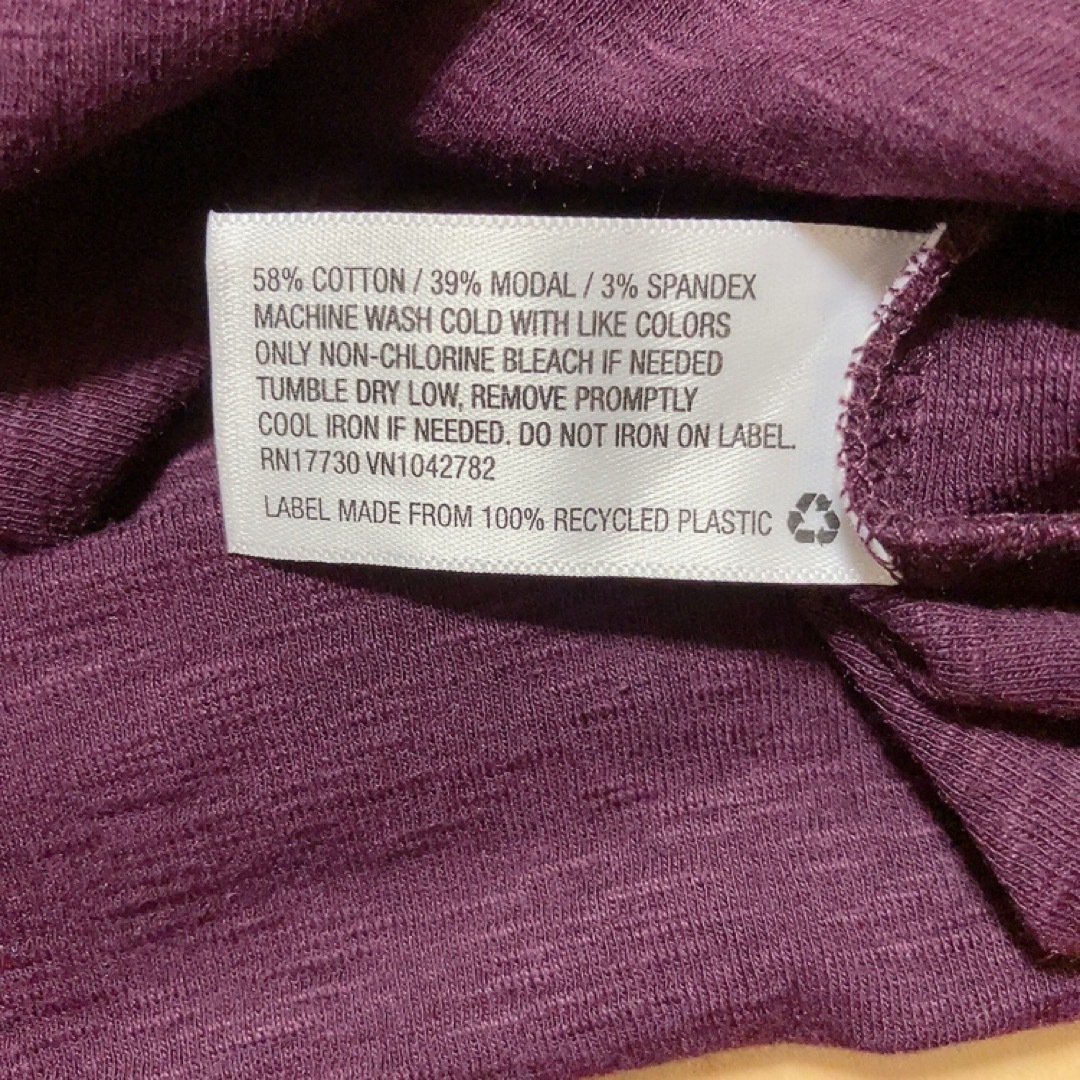 58% COTTON / 39% MODAL / 3% SPANDEX
MACHINE WASH COLD WITH LIKE COLORS
ONLY NON-CHLORINE BLEACH IF NEEDED
TUMBLE DRY LOW, REMOVE PROMPTLY
COOL IRON IF NEEDED. DO NOT IRON ON LABEL.
RN17730 VN1042782
LABEL MADE FROM 100% RECYCLED PLASTIC